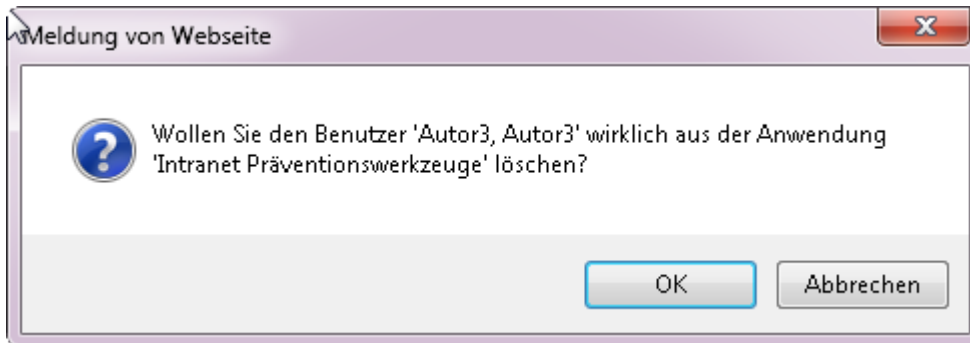 Meldung von Webseite
Wollen Sie den Benutzer 'Autor3, Autor3' wirklich aus der Anwendung
'Intranet Präventionswerkzeuge' löschen?
OK
Abbrechen